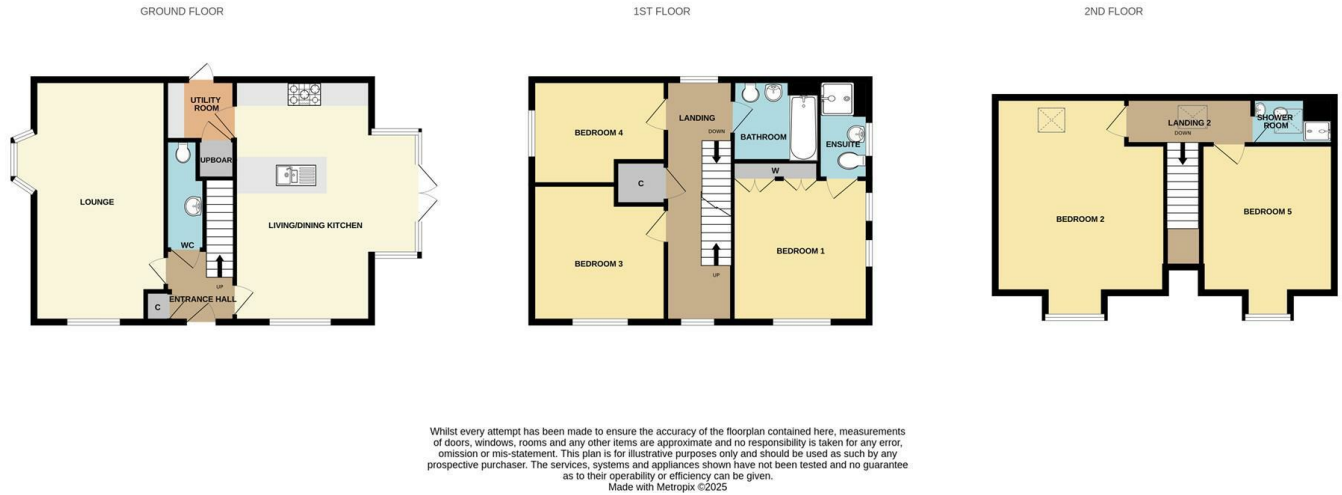 GROUND FLOOR
UTILITY
ROOM
UPBOAR
LOUNGE
LIVING/DINING KITCHEN
WC
UP
ENTRANCE HALL
C
1ST FLOOR
LANDING
DOWN
BEDROOM 4
BATHROOM
ENSUITE
W
C
BEDROOM 3
BEDROOM 1
UP
2ND FLOOR
LANDING 2
DOWN
SHOWER
ROOM
BEDROOM 2
BEDROOM 5
Whilst every attempt has been made to ensure the accuracy of the floorplan contained here, measurements
of doors, windows, rooms and any other items are approximate and no responsibility is taken for any error,
omission or mis-statement. This plan is for illustrative purposes only and should be used as such by any
prospective purchaser. The services, systems and appliances shown have not been tested and no guarantee
as to their operability or efficiency can be given.
Made with Metropix ©2025